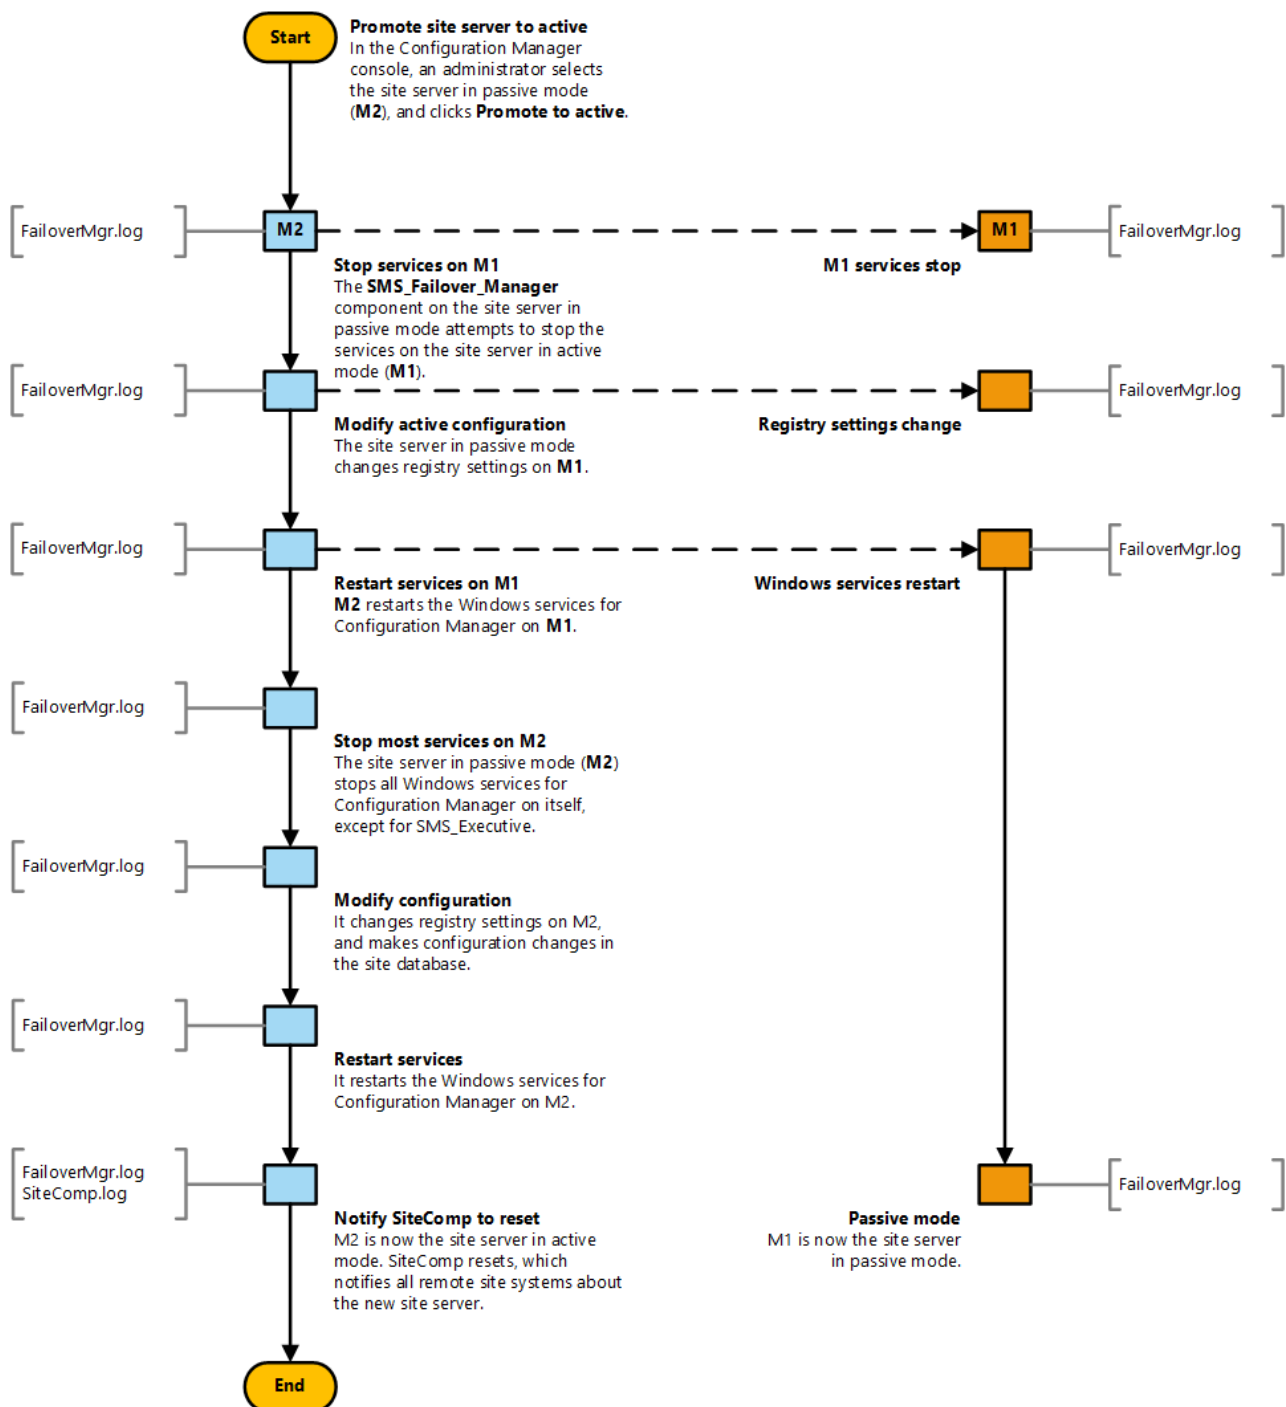 Start
Promote site server to active
In the Configuration Manager
console, an administrator selects
the site server in passive mode
(M2), and clicks Promote to active.
FailoverMgr.log
M2
M1
FailoverMgr.log
Stop services on M1
The SMS_Failover_Manager
component on the site server in
passive mode attempts to stop the
services on the site server in active
mode (M1).
M1 services stop
FailoverMgr.log
FailoverMgr.log
Modify active configuration
The site server in passive mode
changes registry settings on M1.
Registry settings change
FailoverMgr.log
FailoverMgr.log
Restart services on M1
M2 restarts the Windows services for
Configuration Manager on M1.
Windows services restart
FailoverMgr.log
Stop most services on M2
The site server in passive mode (M2)
stops all Windows services for
Configuration Manager on itself,
except for SMS_Executive.
FailoverMgr.log
Modify configuration
It changes registry settings on M2,
and makes configuration changes in
the site database.
FailoverMgr.log
Restart services
It restarts the Windows services for
Configuration Manager on M2.
FailoverMgr.log
SiteComp.log
FailoverMgr.log
Notify SiteComp to reset
M2 is now the site server in active
mode. SiteComp resets, which
notifies all remote site systems about
the new site server.
Passive mode
M1 is now the site server
in passive mode.
End